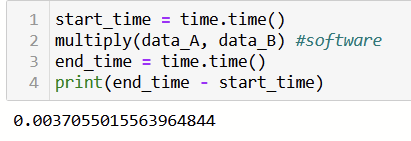 1 start_time = time.time()
2 multiply(data_A, data_B) #software
3 end_time = time.time()
4 print(end_time - start_time)
0.0037055015563964844